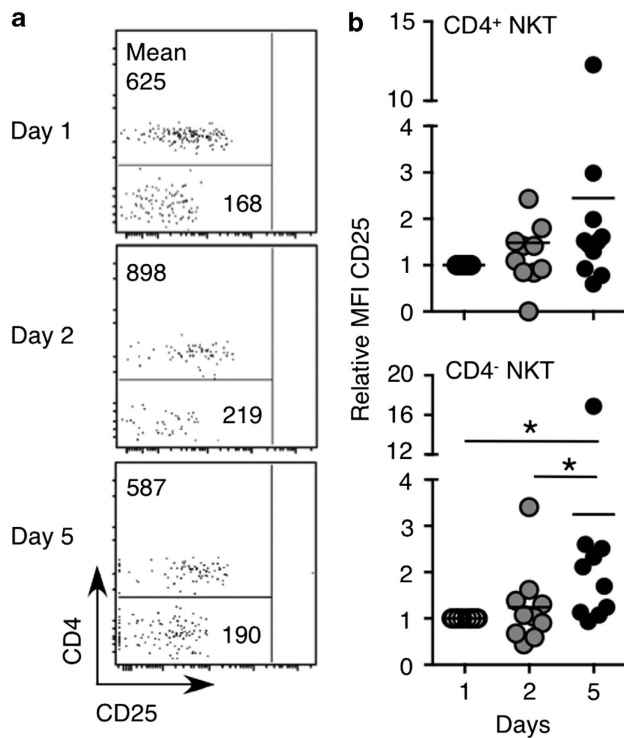 a
Day 1
Mean
625
168
Day 2
898
219
Day 5
587
190
CD4
CD25
b
Relative MFI CD25
CD4⁺ NKT
15
10
4
3
2
1
0
CD4⁻ NKT
20
16
12
4
3
2
1
0
*
*
1 2 5
Days